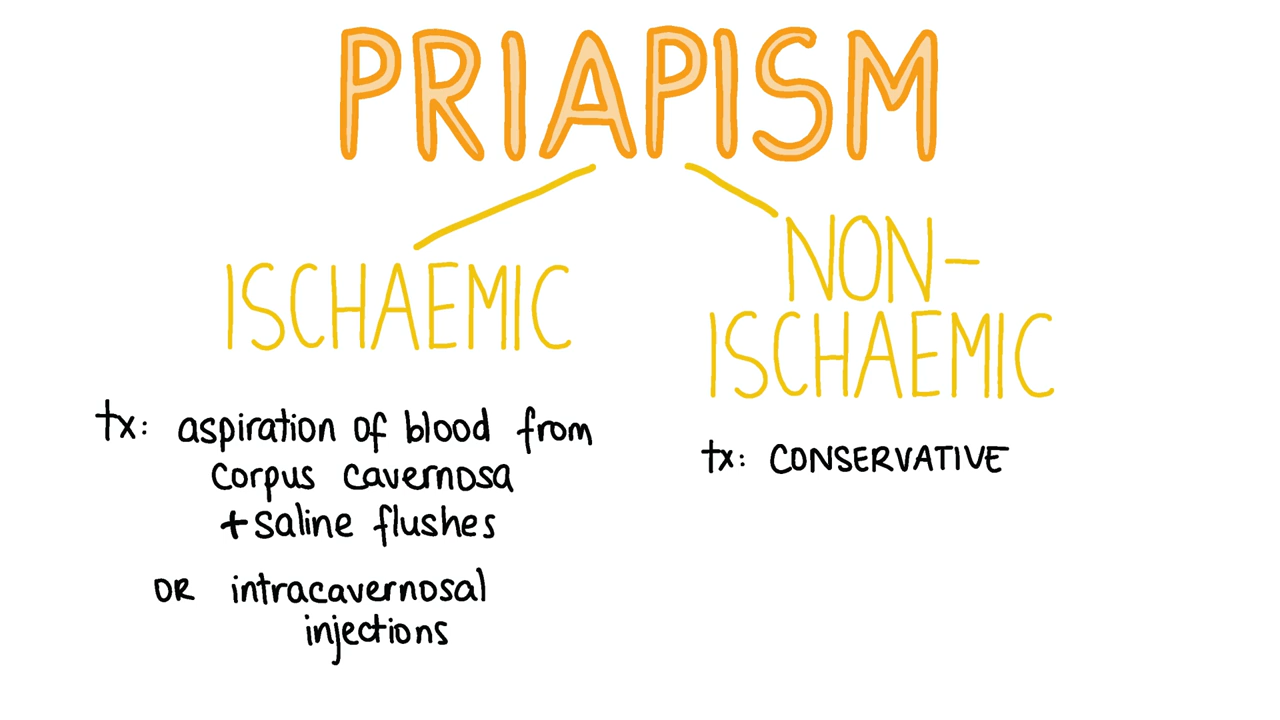 PRIAPISM
ISCHAEMIC
tx: aspiration of blood from
corpus cavernosa
+ saline flushes
OR intracavernosal
injections
NON-
ISCHAEMIC
tx: CONSERVATIVE